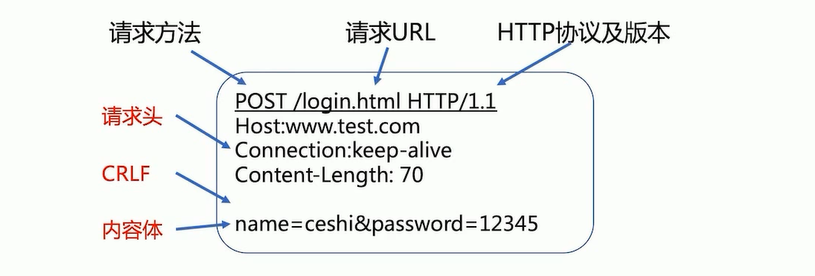 请求方法 请求URL HTTP协议及版本
POST /login.html HTTP/1.1
请求头
Host:www.test.com
Connection:keep-alive
CRLF
Content-Length: 70
内容体
name=ceshi&password=12345